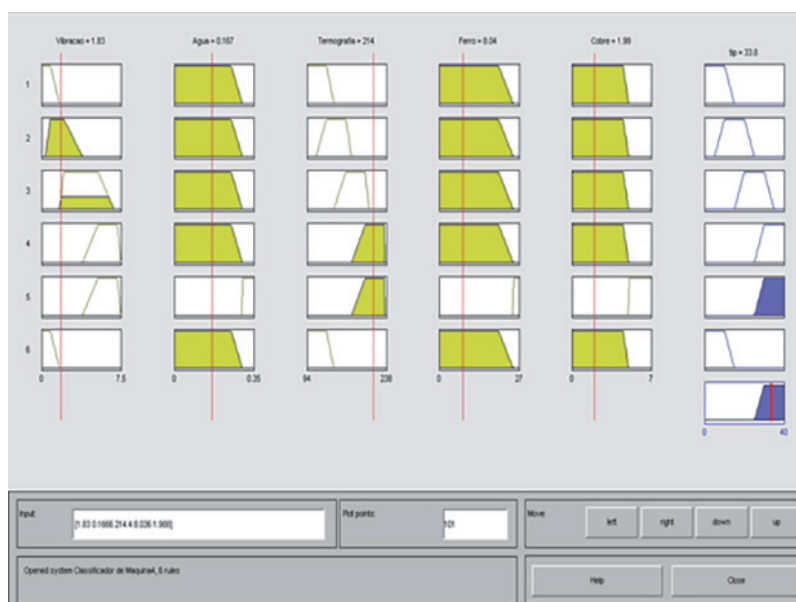 Vibracao = 1.83
Agua = 0.167
Termografia = 214
Ferro = 8.04
Cobre = 1.99
tip = 33.8
1
2
3
4
5
6
0 7.5
0 0.35
94 238
0 27
0 7
0 40
Input:
[1.83 0.1666 214.4 8.036 1.988]
Plot points:
101
Move:
left
right
down
up
Opened system Classificador de Maquina4, 6 rules
Help
Close